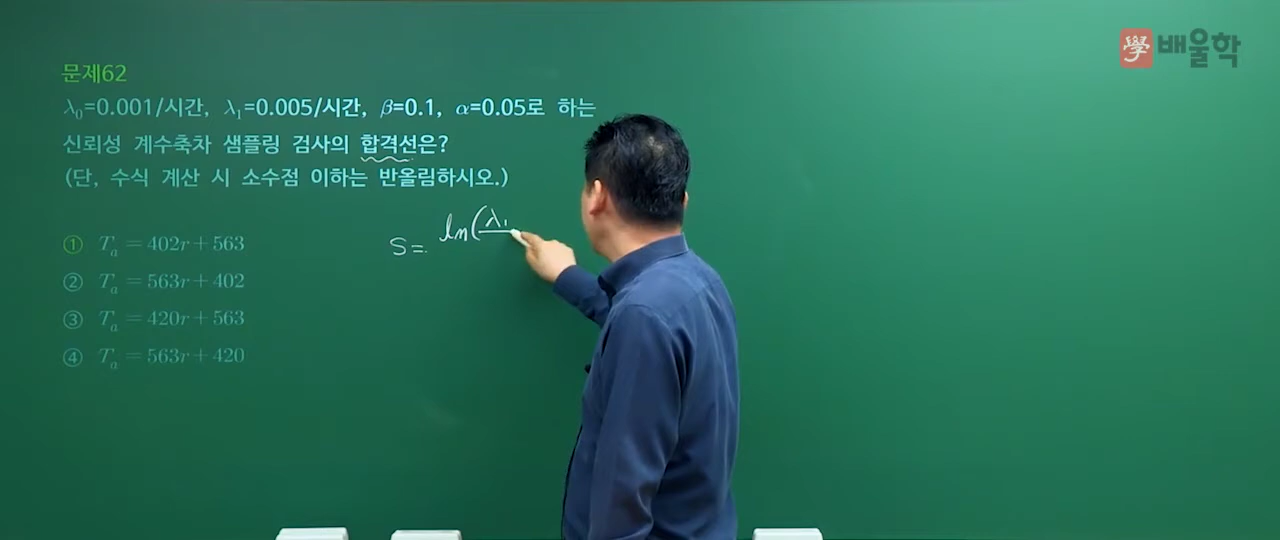 學 배울학
문제62
λ₀=0.001/시간, λ₁=0.005/시간, β=0.1, α=0.05로 하는
신뢰성 계수축차 샘플링 검사의 합격선은?
(단, 수식 계산 시 소수점 이하는 반올림하시오.)
① Tₐ = 402r + 563
② Tₐ = 563r + 402
③ Tₐ = 420r + 563
④ Tₐ = 563r + 420
S = ln(λ₁